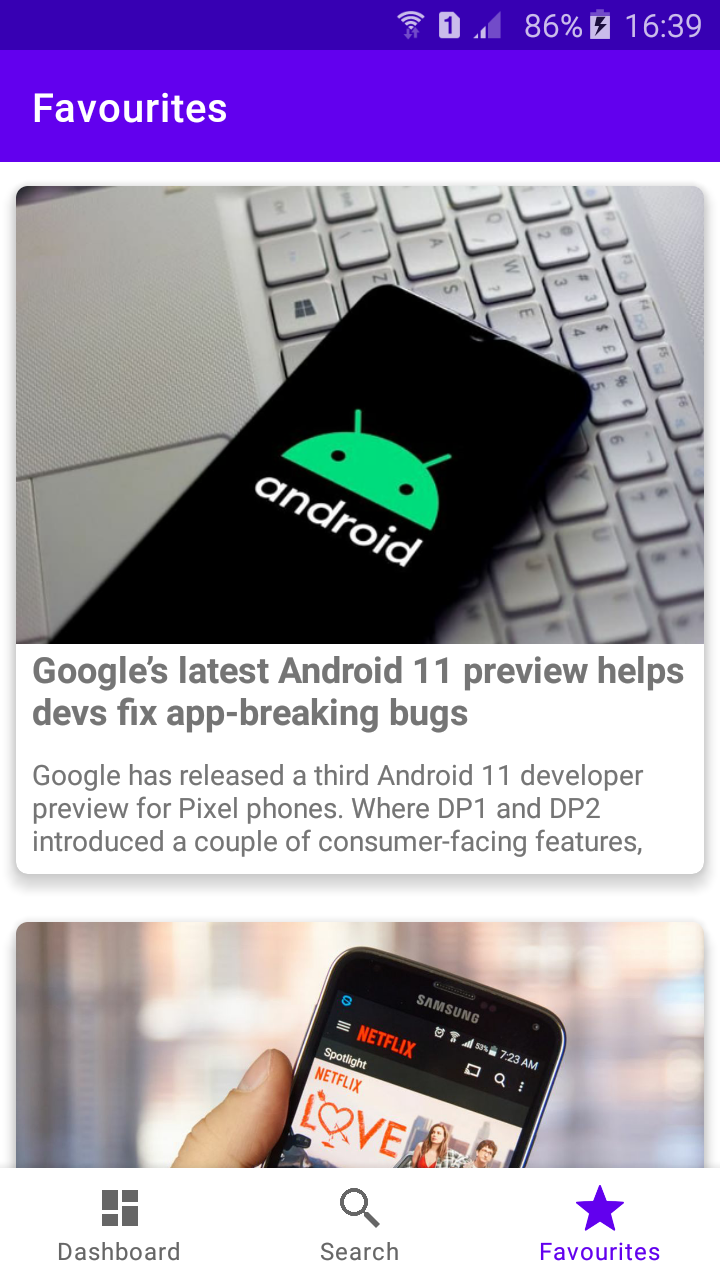 1 86% 16:39
Favourites
Q
A
W
Z
S
E
android
Google’s latest Android 11 preview helps
devs fix app-breaking bugs
Google has released a third Android 11 developer
preview for Pixel phones. Where DP1 and DP2
introduced a couple of consumer-facing features,
SAMSUNG
53% 7:23 AM
NETFLIX
Spotlight
NETFLIX
LOVE
Dashboard
Search
Favourites